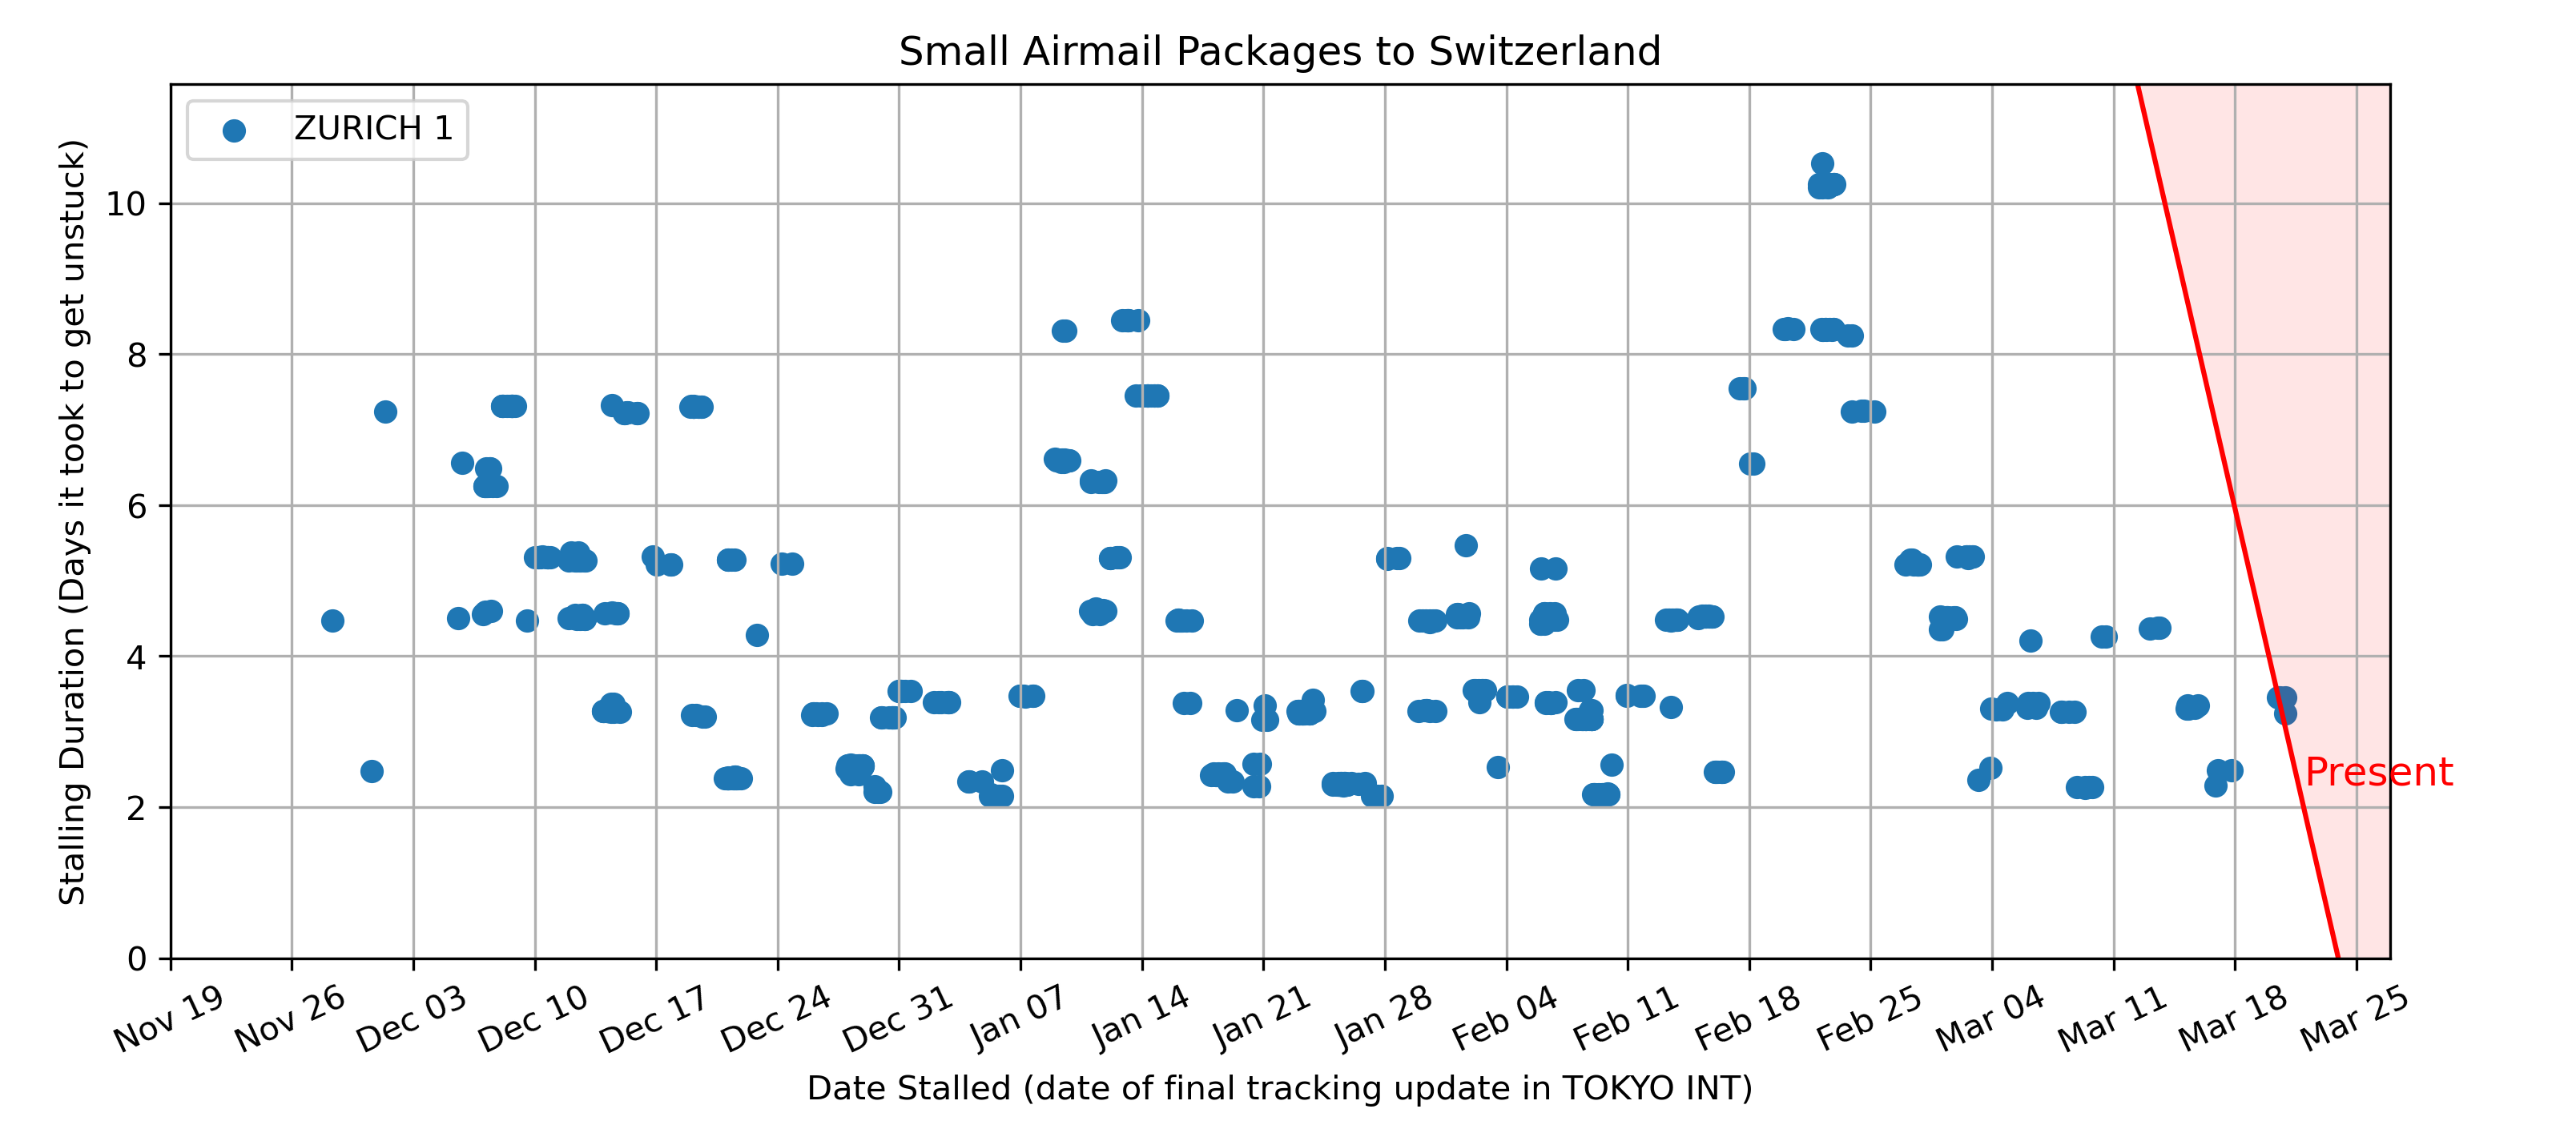 Small Airmail Packages to Switzerland
ZURICH 1
Stalling Duration (Days it took to get unstuck)
10
8
6
4
2
0
Present
Nov 19
Nov 26
Dec 03
Dec 10
Dec 17
Dec 24
Dec 31
Jan 07
Jan 14
Jan 21
Jan 28
Feb 04
Feb 11
Feb 18
Feb 25
Mar 04
Mar 11
Mar 18
Mar 25
Date Stalled (date of final tracking update in TOKYO INT)